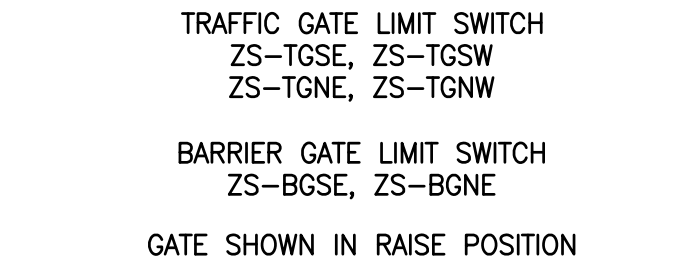 TRAFFIC GATE LIMIT SWITCH
ZS-TGSE, ZS-TGSW
ZS-TGNE, ZS-TGNW
BARRIER GATE LIMIT SWITCH
ZS-BGSE, ZS-BGNE
GATE SHOWN IN RAISE POSITION